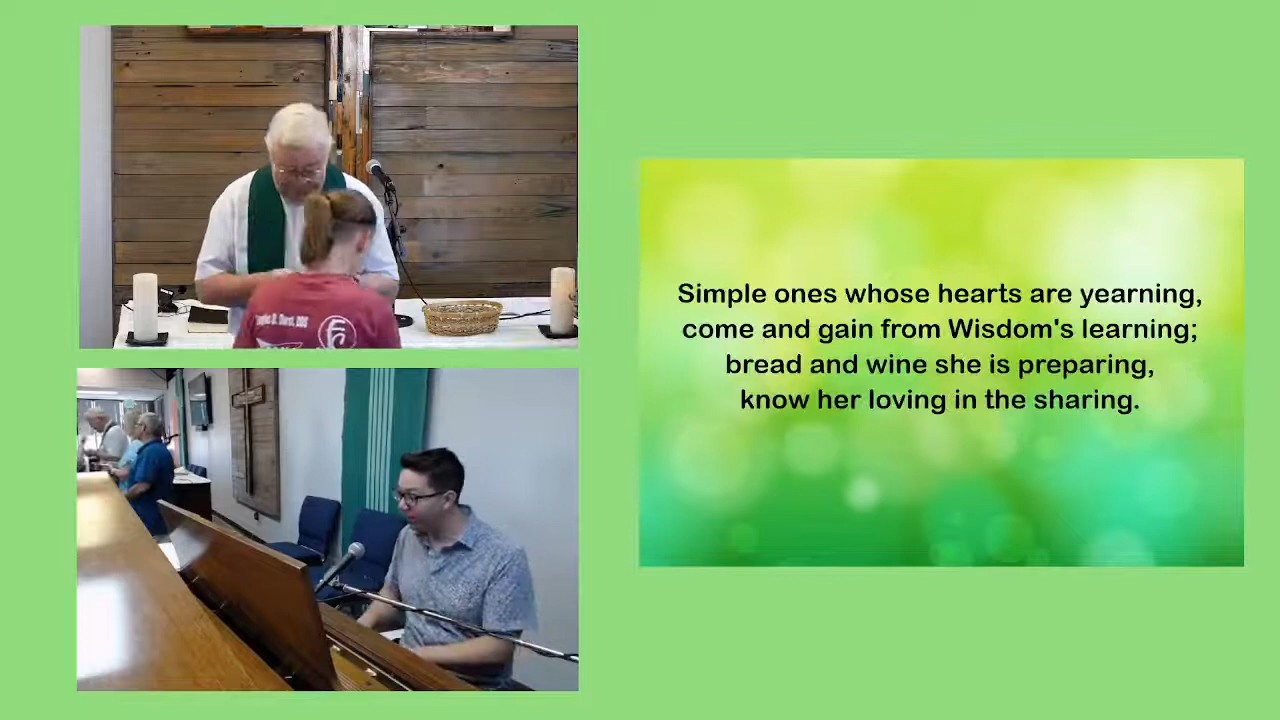 Simple ones whose hearts are yearning,
come and gain from Wisdom's learning;
bread and wine she is preparing,
know her loving in the sharing.